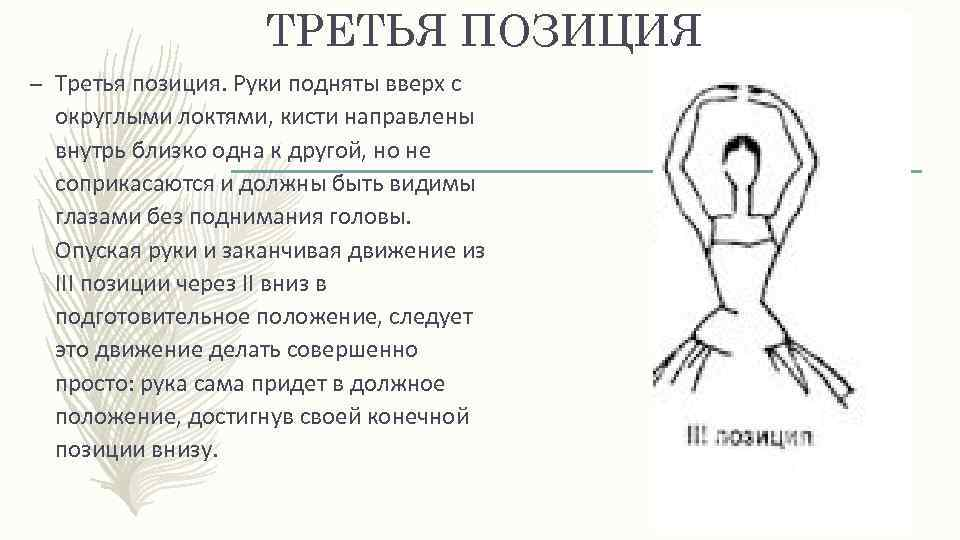 ТРЕТЬЯ ПОЗИЦИЯ
– Третья позиция. Руки подняты вверх с
округлыми локтями, кисти направлены
внутрь близко одна к другой, но не
соприкасаются и должны быть видимы
глазами без поднимания головы.
Опуская руки и заканчивая движение из
III позиции через II вниз в
подготовительное положение, следует
это движение делать совершенно
просто: рука сама придет в должное
положение, достигнув своей конечной
позиции внизу.
III позиция